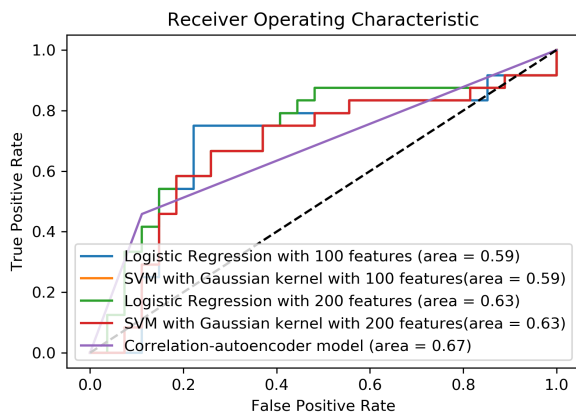 Receiver Operating Characteristic
True Positive Rate
1.0
0.8
0.6
0.4
0.2
0.0
Logistic Regression with 100 features (area = 0.59)
SVM with Gaussian kernel with 100 features(area = 0.59)
Logistic Regression with 200 features (area = 0.63)
SVM with Gaussian kernel with 200 features(area = 0.63)
Correlation-autoencoder model (area = 0.67)
0.0 0.2 0.4 0.6 0.8 1.0
False Positive Rate